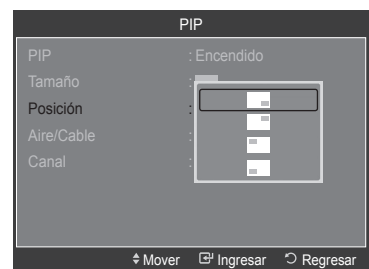 PIP
PIP : Encendido
Tamaño :
Posición :
Aire/Cable :
Canal :
Mover Ingresar Regresar